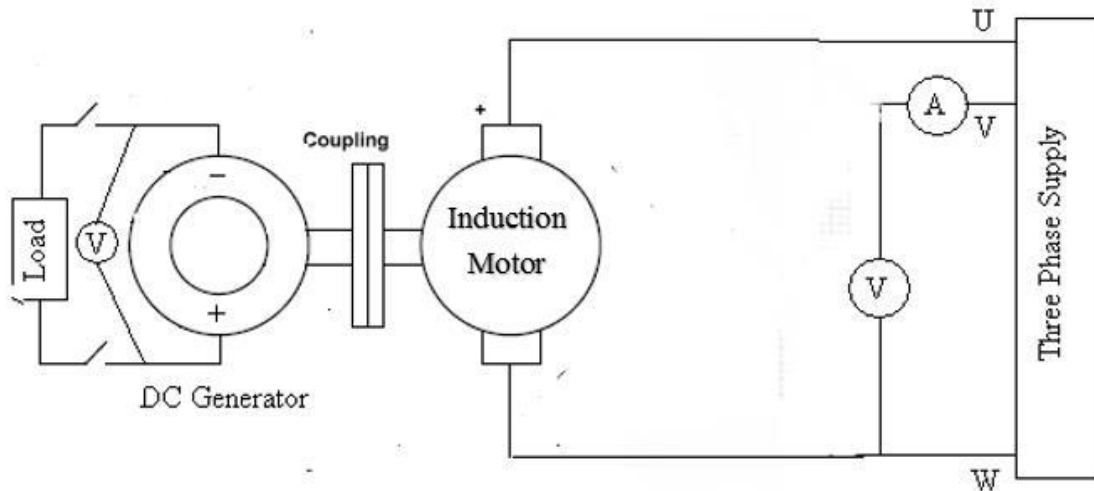 U
A
V
+
Coupling
−
Load
V
+
Induction
Motor
V
Three Phase Supply
DC Generator
W